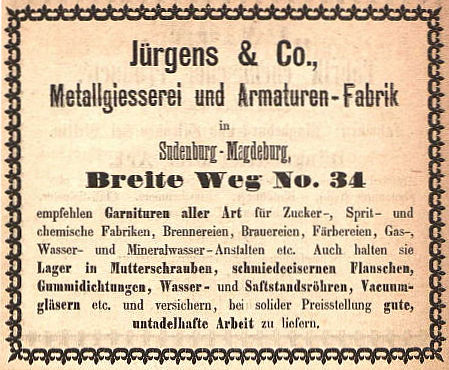 Jürgens & Co.,
Metallgiesserei und Armaturen-Fabrik
in
Sudenburg-Magdeburg,
Breite Weg No. 34
empfehlen Garnituren aller Art für Zucker-, Sprit- und
chemische Fabriken, Brennereien, Brauereien, Färbereien, Gas-,
Wasser- und Mineralwasser-Anstalten etc. Auch halten sie
Lager in Mutterschrauben, schmiedeeisernen Flanschen,
Gummidichtungen, Wasser- und Saftstandsröhren, Vacuum-
gläsern etc. und versichern, bei solider Preisstellung gute,
untadelhafte Arbeit zu liefern.